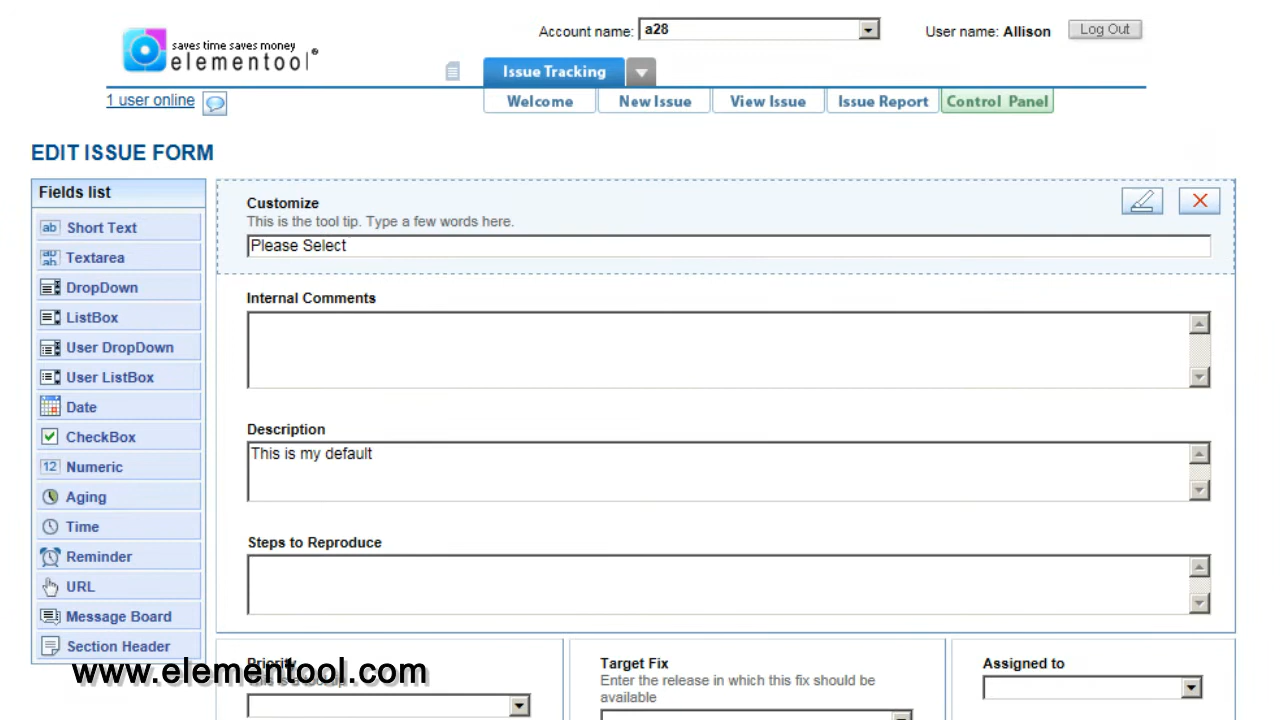 saves time saves money
elementool®
Account name: a28
User name: Allison
Log Out
Issue Tracking
1 user online
Welcome
New Issue
View Issue
Issue Report
Control Panel
EDIT ISSUE FORM
Fields list
ab Short Text
Textarea
DropDown
ListBox
User DropDown
User ListBox
Date
CheckBox
12 Numeric
Aging
Time
Reminder
URL
Message Board
Section Header
Customize
This is the tool tip. Type a few words here.
Please Select
Internal Comments
Description
This is my default
Steps to Reproduce
Priority
Target Fix
Enter the release in which this fix should be
available
Assigned to
www.elementool.com